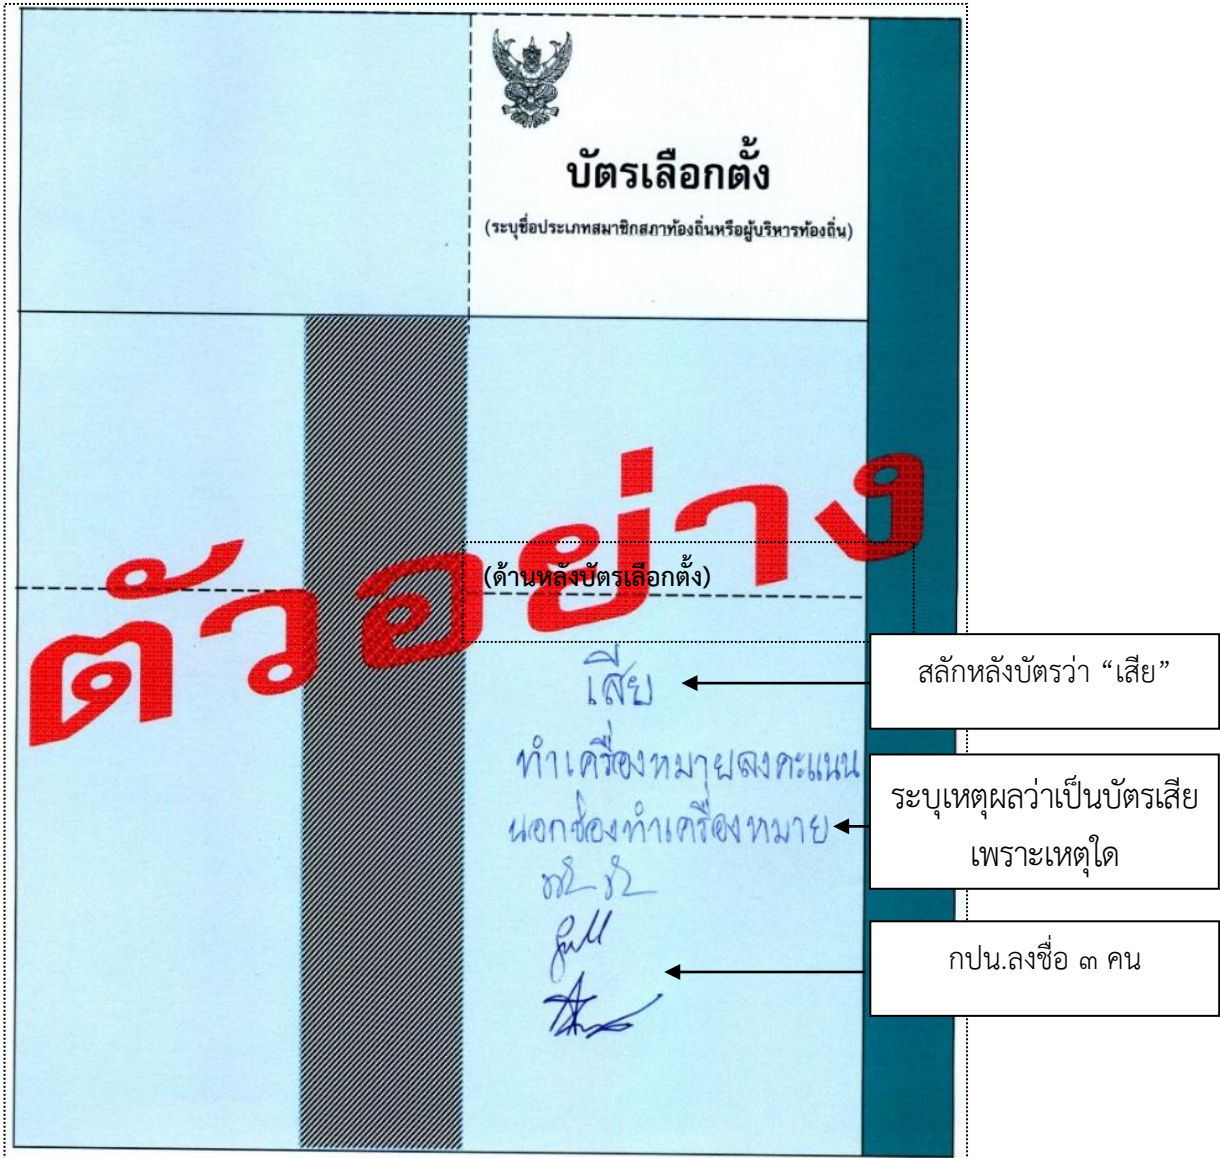 บัตรเลือกตั้ง
(ระบุชื่อประเภทสมาชิกสภาท้องถิ่นหรือผู้บริหารท้องถิ่น)
ตัวอย่าง
(ด้านหลังบัตรเลือกตั้ง)
เสีย
สลักหลังบัตรว่า “เสีย”
ทำเครื่องหมายลงคะแนน
นอกช่องทำเครื่องหมาย
ระบุเหตุผลว่าเป็นบัตรเสีย
เพราะเหตุใด
กปน.ลงชื่อ ๓ คน